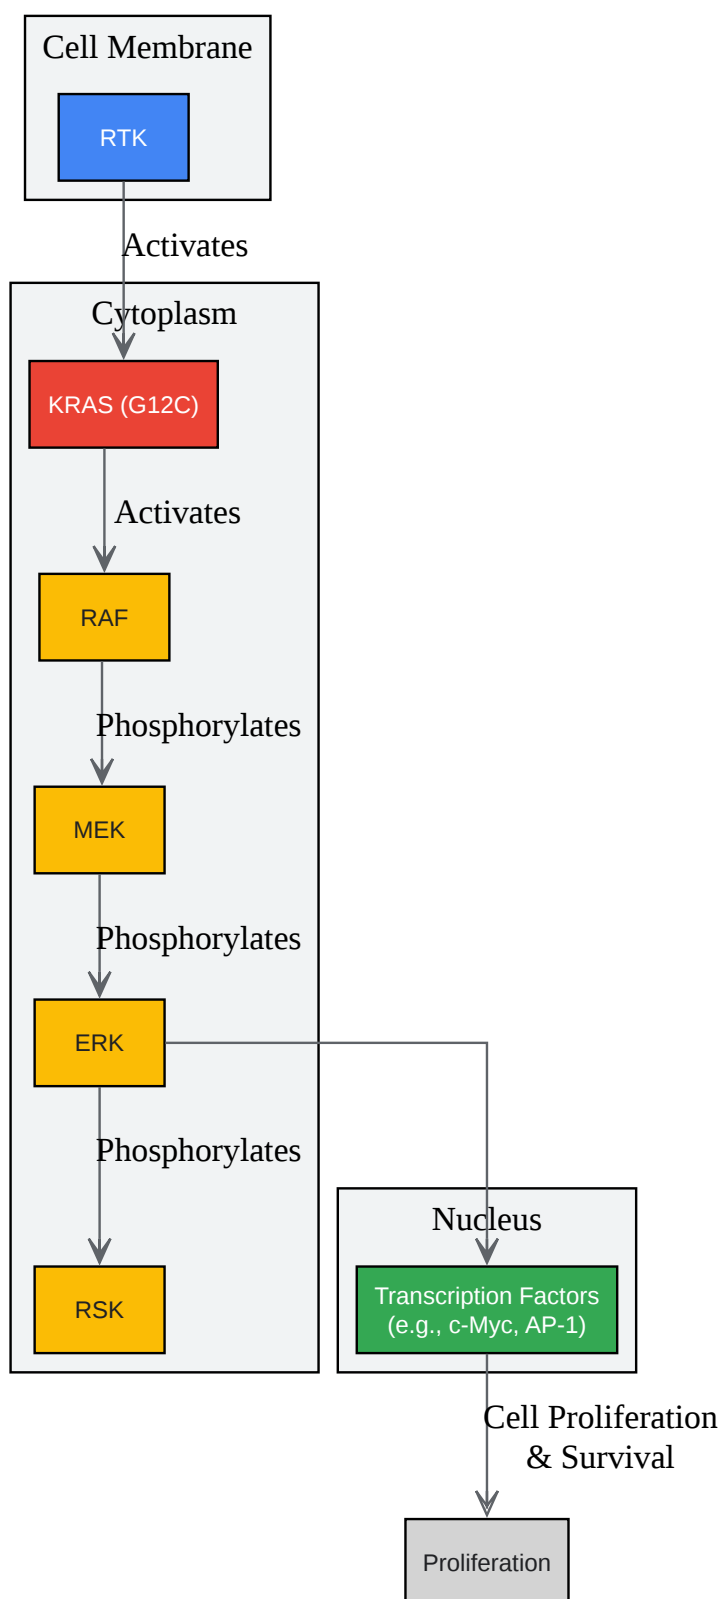 Cell Membrane
RTK
Activates
Cytoplasm
KRAS (G12C)
Activates
RAF
Phosphorylates
MEK
Phosphorylates
ERK
Phosphorylates
Nucleus
RSK
Transcription Factors
(e.g., c-Myc, AP-1)
Cell Proliferation
& Survival
Proliferation